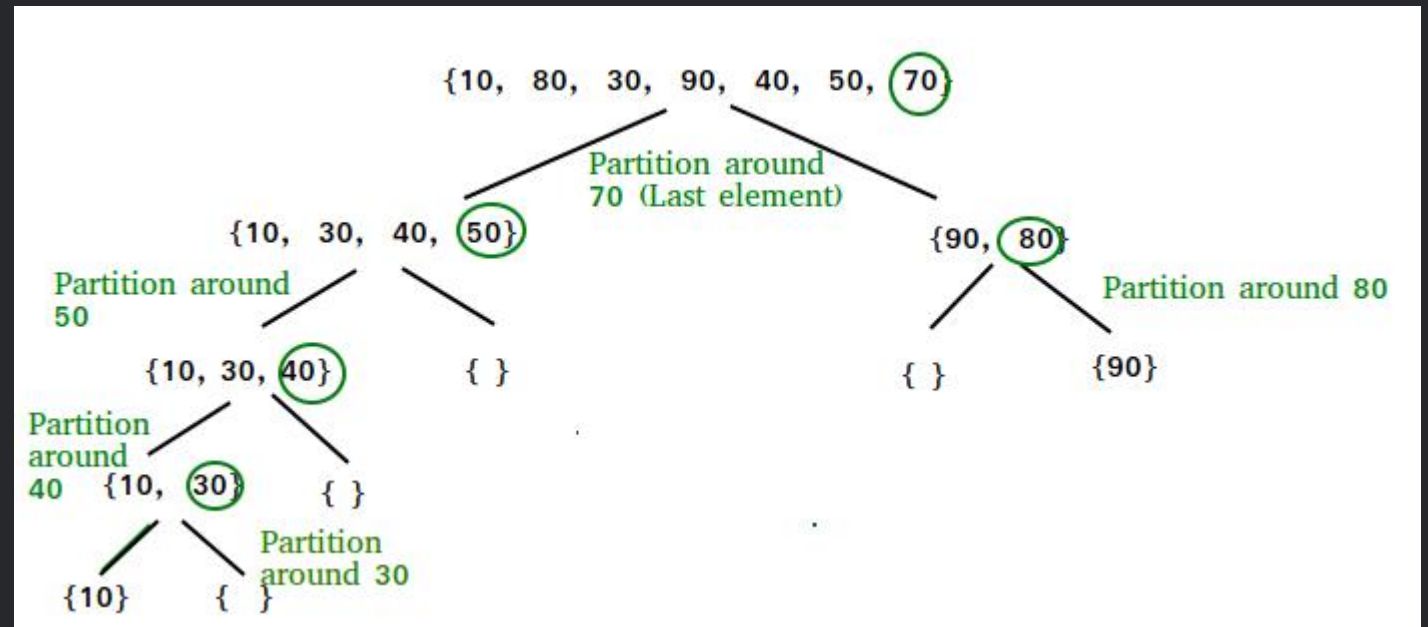 {10, 80, 30, 90, 40, 50, 70}
Partition around
70 (Last element)
{10, 30, 40, 50}
{90, 80}
Partition around
50
Partition around 80
{10, 30, 40}
{ }
{ }
{90}
Partition
around
40
{10, 30}
{ }
Partition
around 30
{10}
{ }